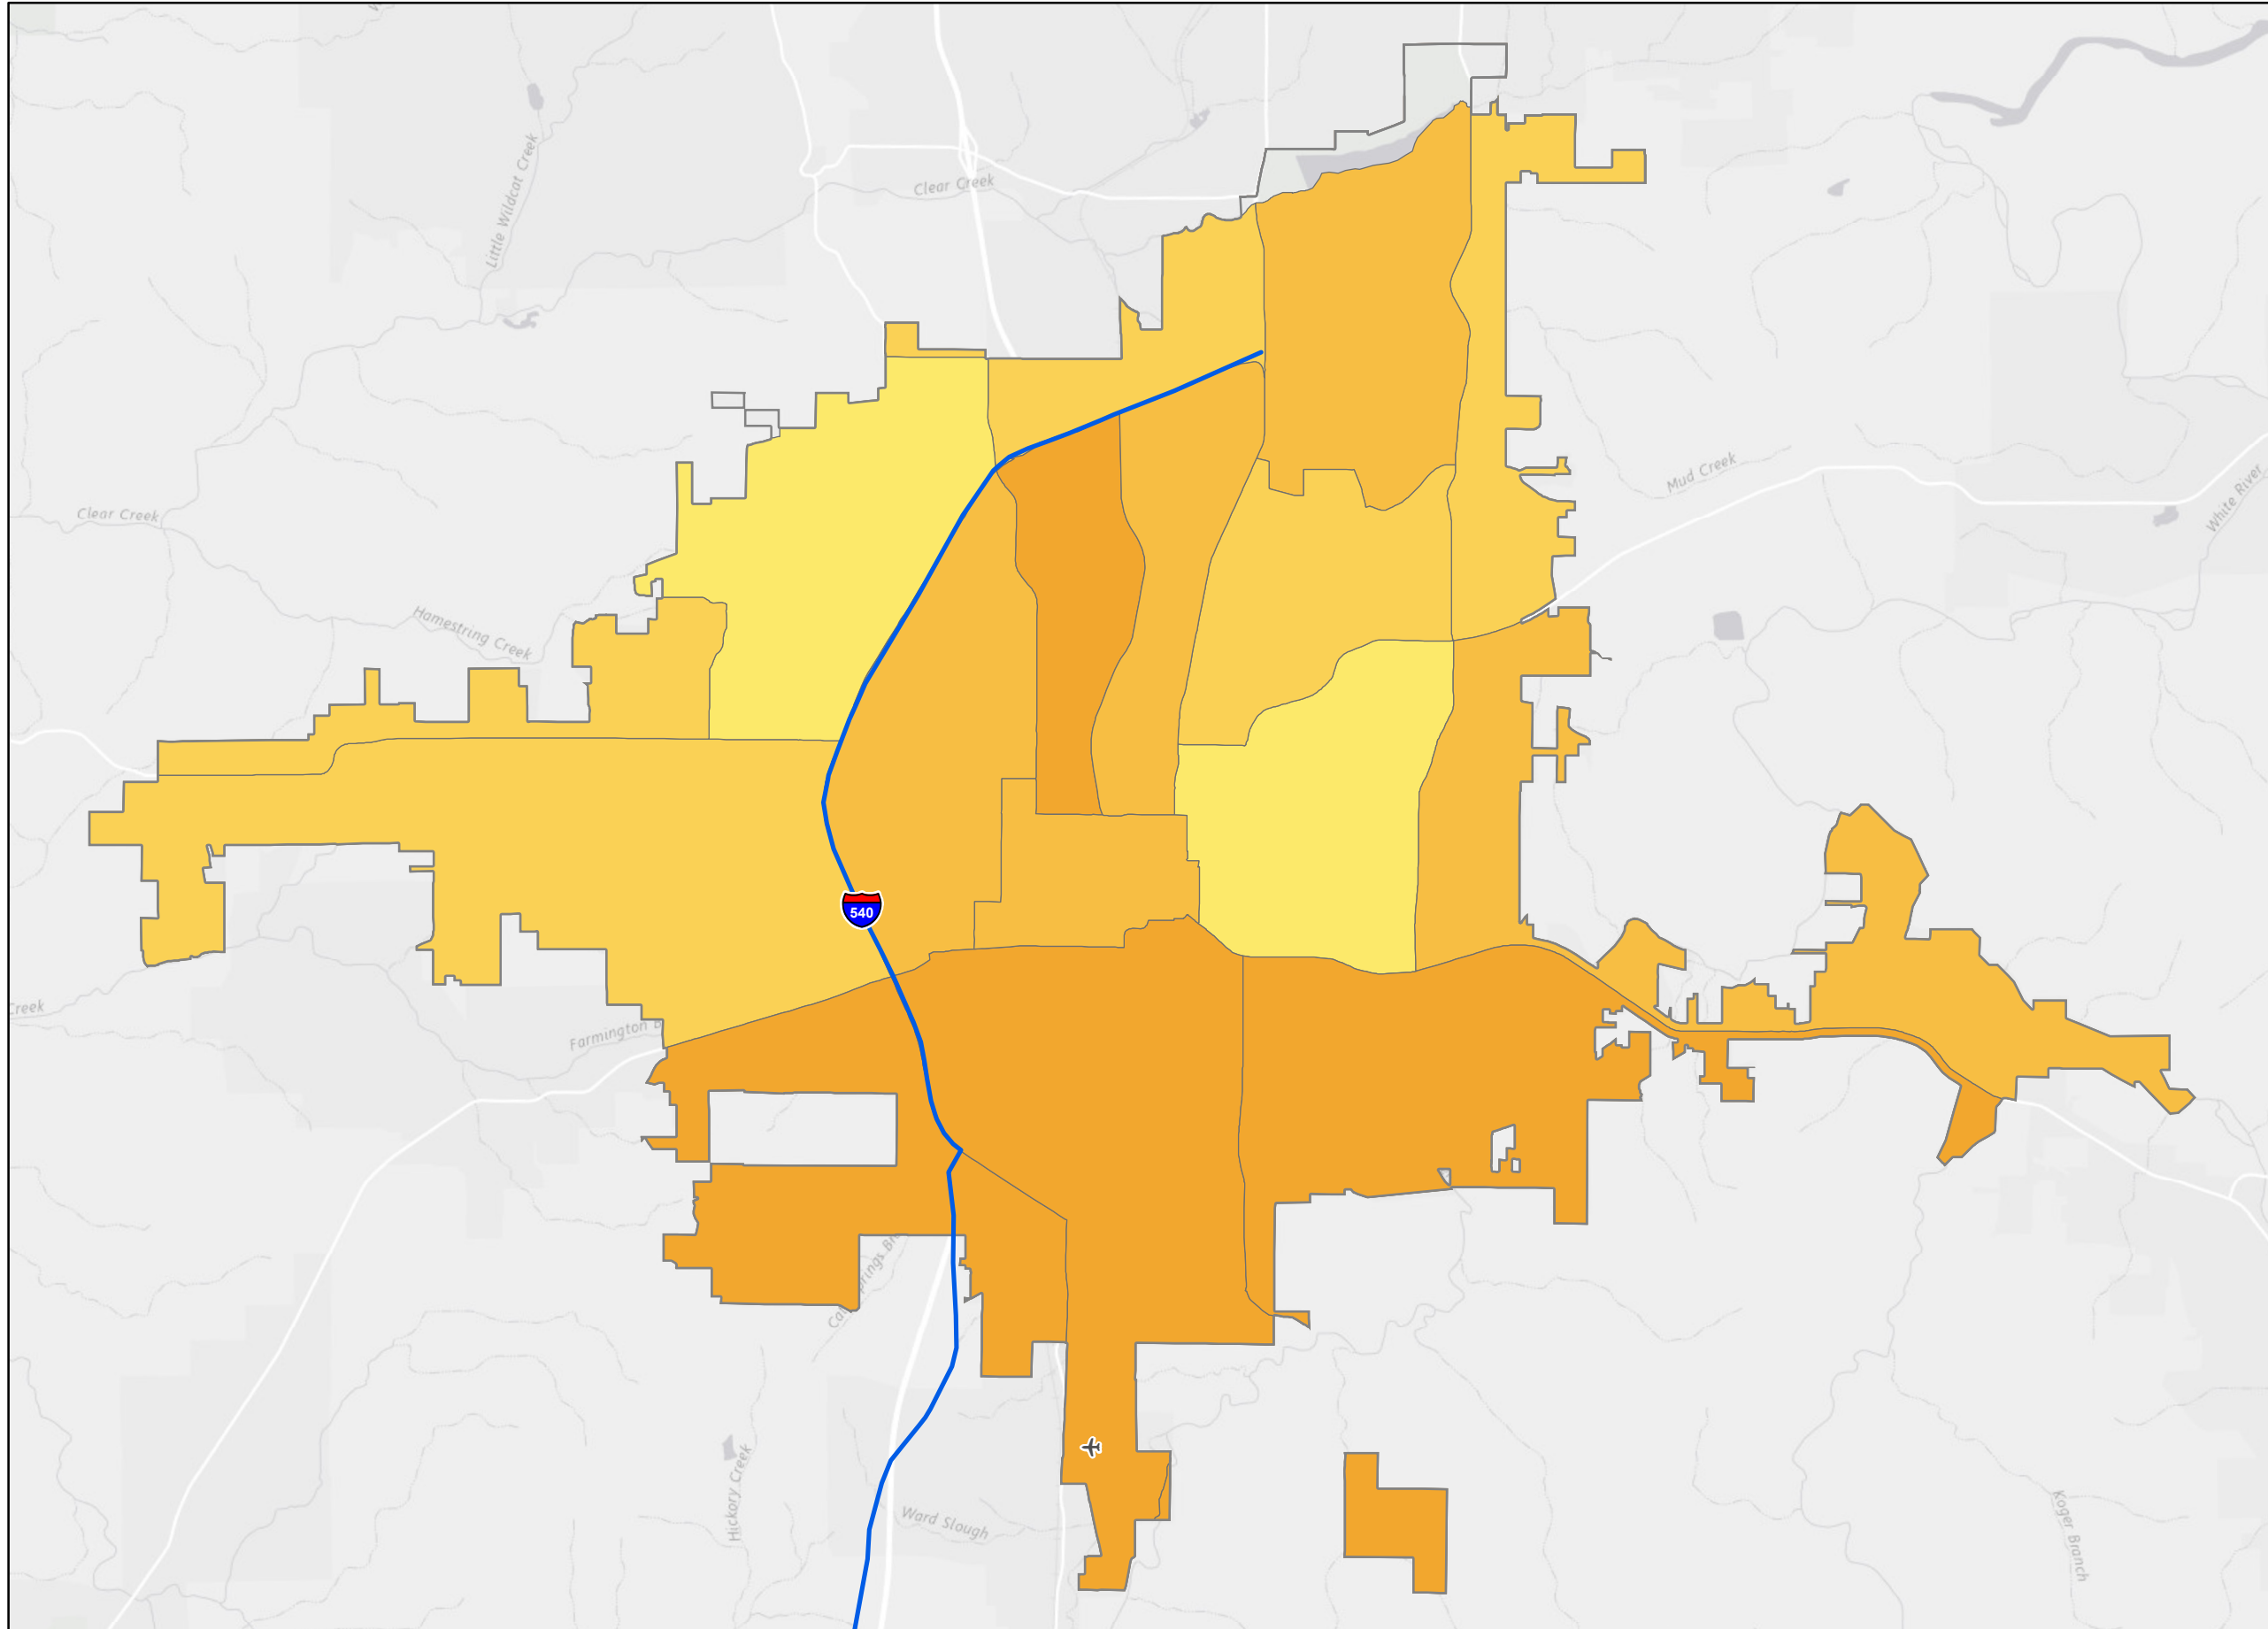 Little Wildcat Creek
Clear Creek
Clear Creek
Mud Creek
White River
Hamestring Creek
540
Creek
Farmington B
Hickory Creek
Ward Slough
Koger Branch